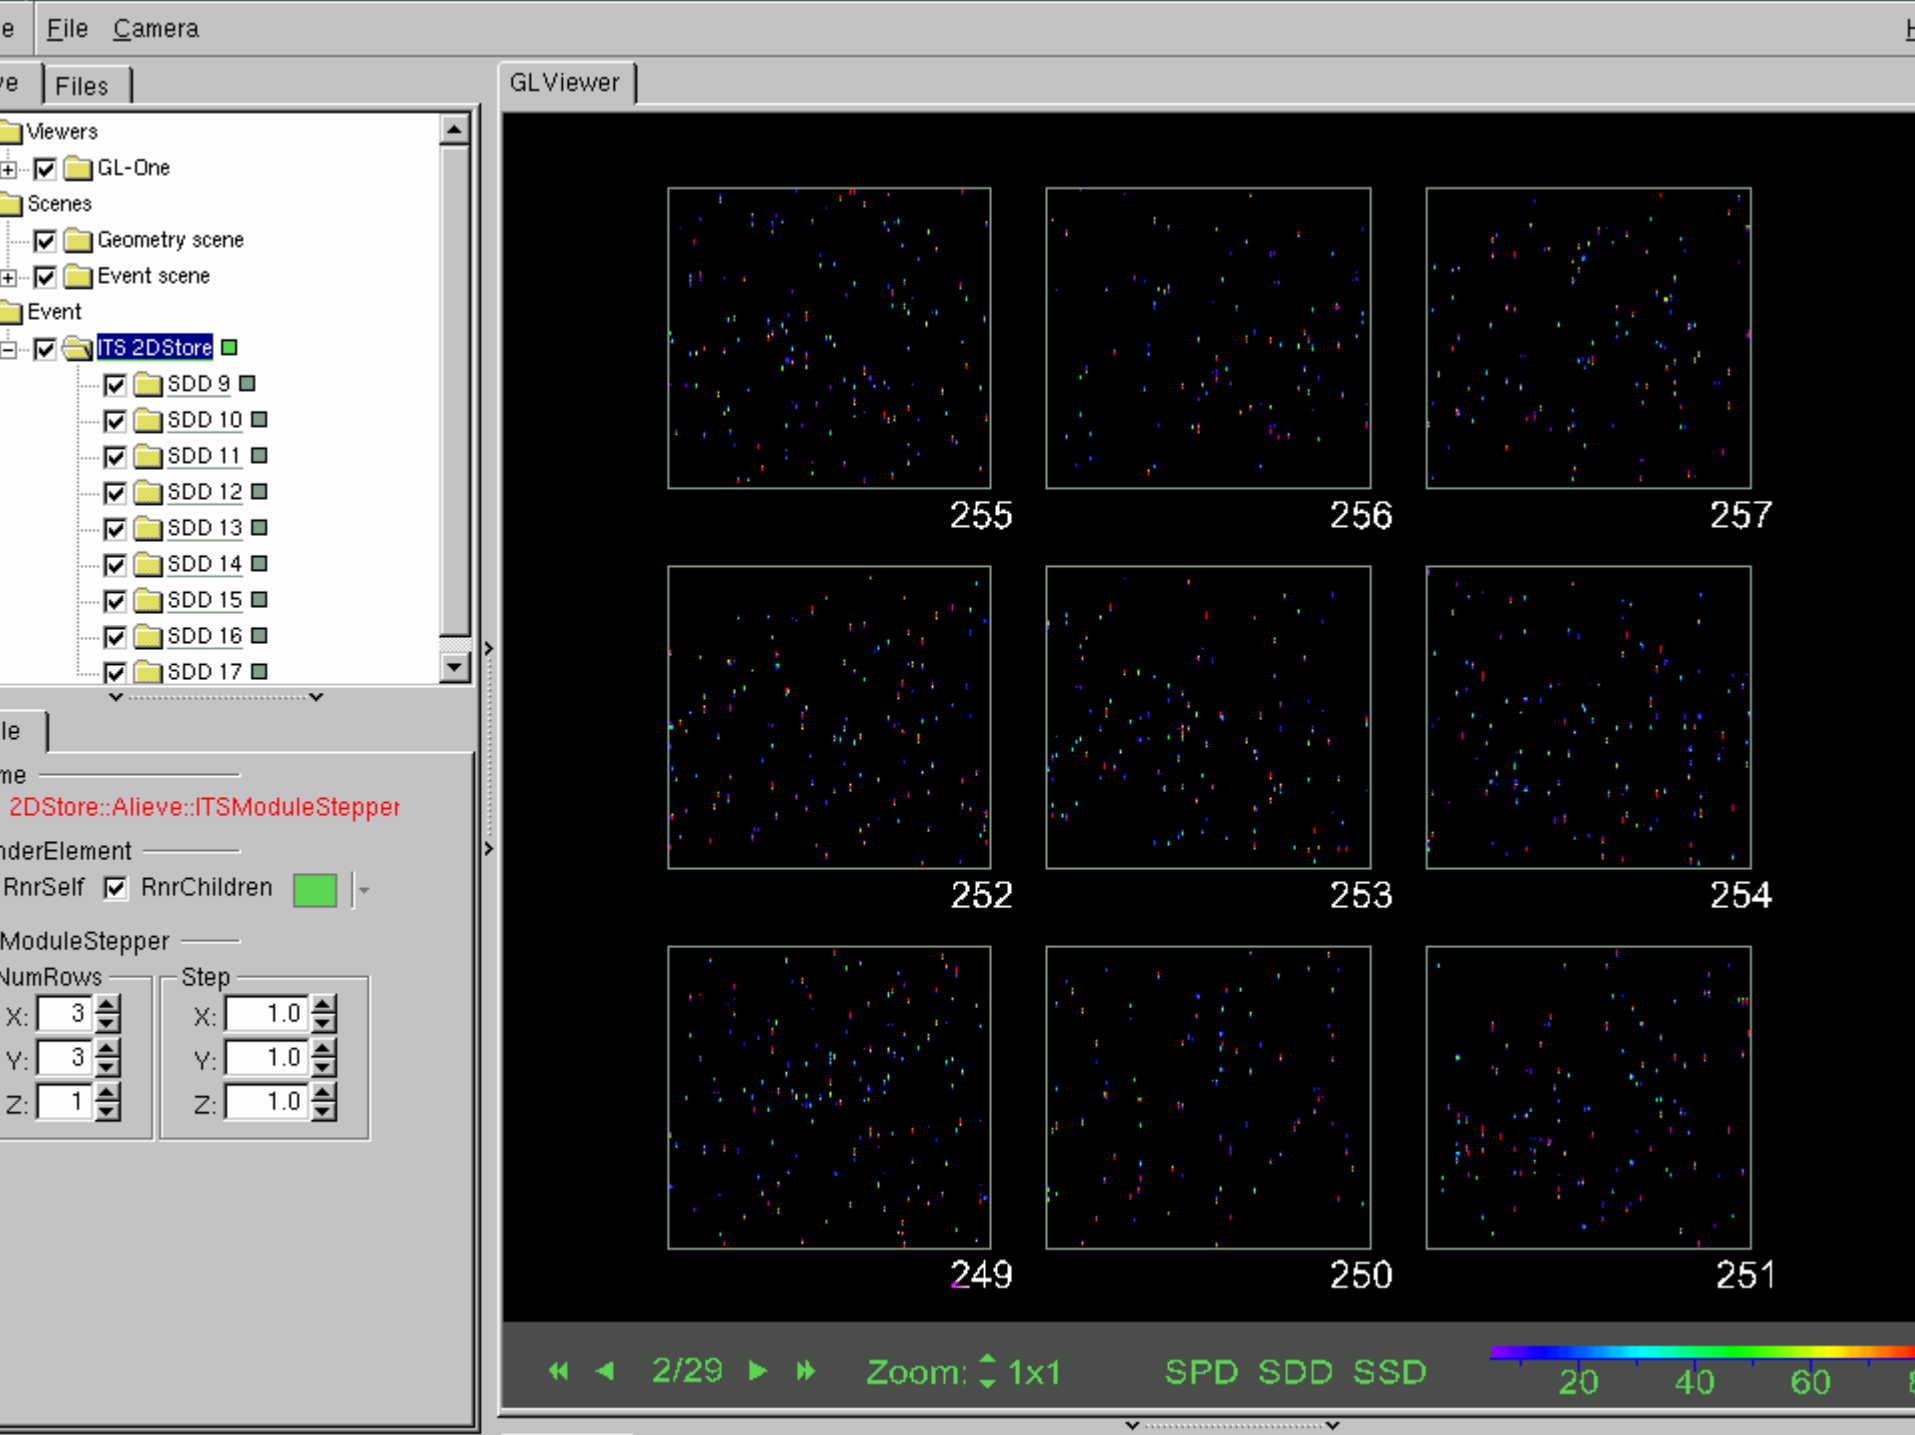 e File Camera H
ve Files
GLViewer
Viewers
GL-One
Scenes
Geometry scene
Event scene
Event
ITS 2DStore
SDD 9
SDD 10
SDD 11
SDD 12
SDD 13
SDD 14
SDD 15
SDD 16
SDD 17
le
me
2DStore::Alieve::ITSModuleStepper
nderElement
RnrSelf RnrChildren
ModuleStepper
NumRows Step
X: 3 X: 1.0
Y: 3 Y: 1.0
Z: 1 Z: 1.0
255 256 257
252 253 254
249 250 251
2/29 Zoom: 1x1 SPD SDD SSD
20 40 60